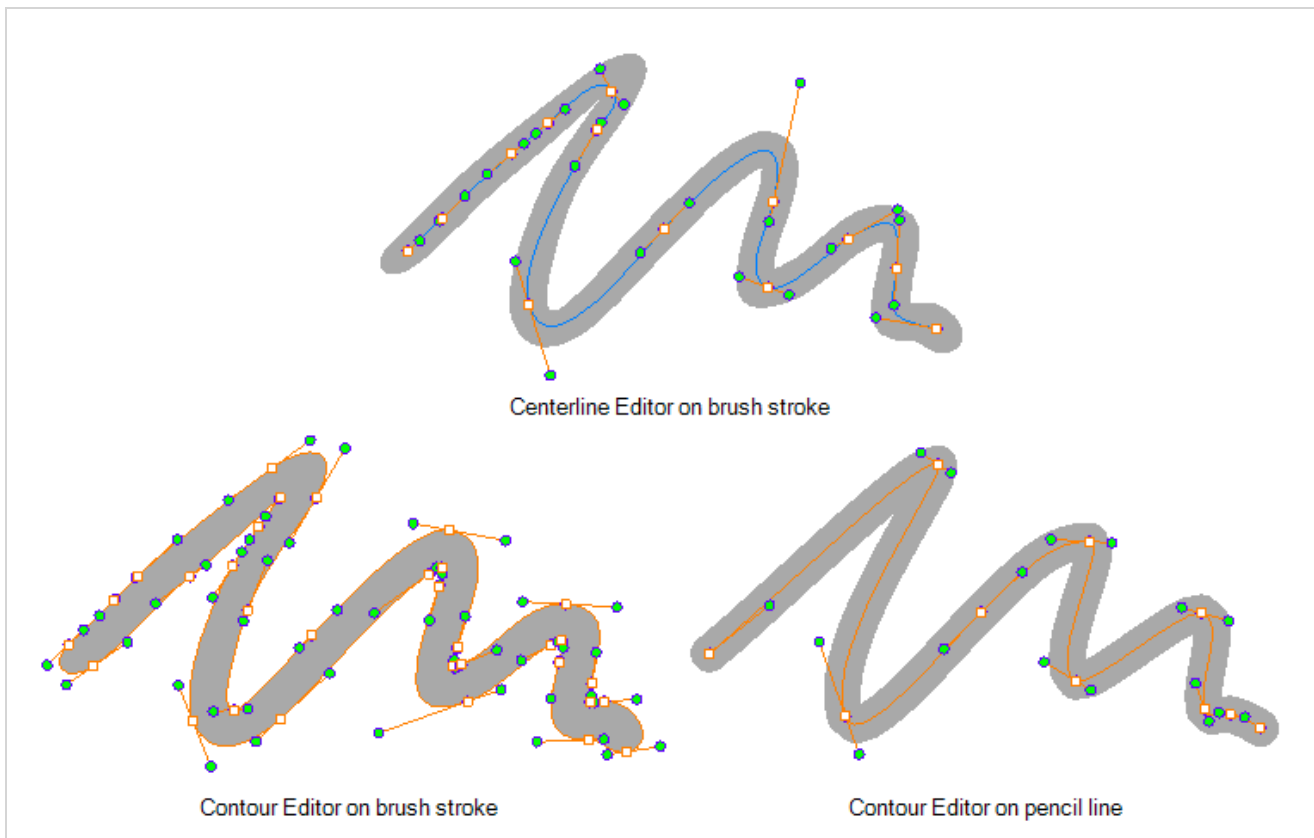 Centerline Editor on brush stroke
Contour Editor on brush stroke
Contour Editor on pencil line